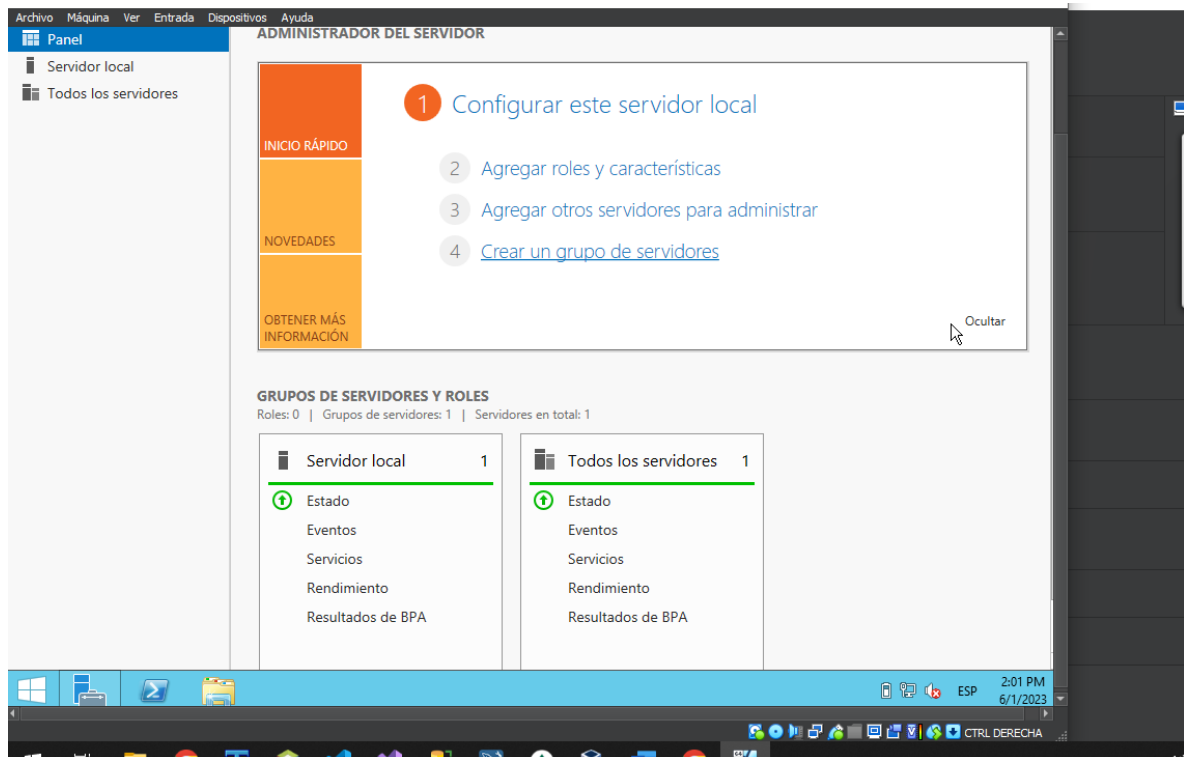 Archivo Máquina Ver Entrada Dispositivos Ayuda
Panel
Servidor local
Todos los servidores
ADMINISTRADOR DEL SERVIDOR
INICIO RÁPIDO
NOVEDADES
OBTENER MÁS
INFORMACIÓN
1 Configurar este servidor local
2 Agregar roles y características
3 Agregar otros servidores para administrar
4 Crear un grupo de servidores
Ocultar
GRUPOS DE SERVIDORES Y ROLES
Roles: 0 | Grupos de servidores: 1 | Servidores en total: 1
Servidor local 1
Estado
Eventos
Servicios
Rendimiento
Resultados de BPA
Todos los servidores 1
Estado
Eventos
Servicios
Rendimiento
Resultados de BPA
ESP
2:01 PM
6/1/2023
CTRL DERECHA